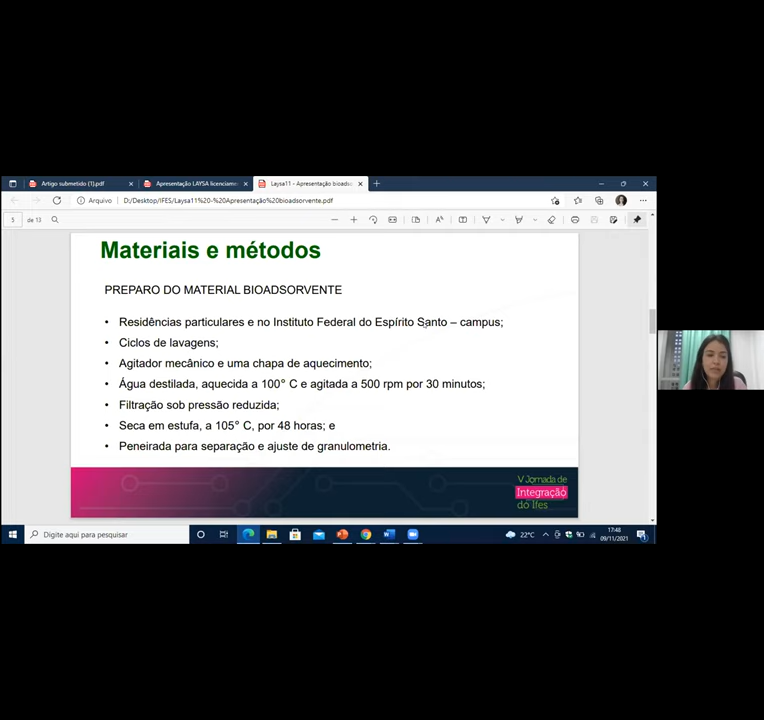 Artigo submetido (1).pdf
Apresentação LAYSA licenciamen
Laysa11 - Apresentação bioads
Arquivo
D:/Desktop/IFES/Laysa11%20-%20Apresentação%20bioadsorvente.pdf
5 de 13
Materiais e métodos
PREPARO DO MATERIAL BIOADSORVENTE
• Residências particulares e no Instituto Federal do Espírito Santo – campus;
• Ciclos de lavagens;
• Agitador mecânico e uma chapa de aquecimento;
• Água destilada, aquecida a 100° C e agitada a 500 rpm por 30 minutos;
• Filtração sob pressão reduzida;
• Seca em estufa, a 105° C, por 48 horas; e
• Peneirada para separação e ajuste de granulometria.
V Jornada de
Integração
do Ifes
Digite aqui para pesquisar
22°C
17:48
09/11/2021